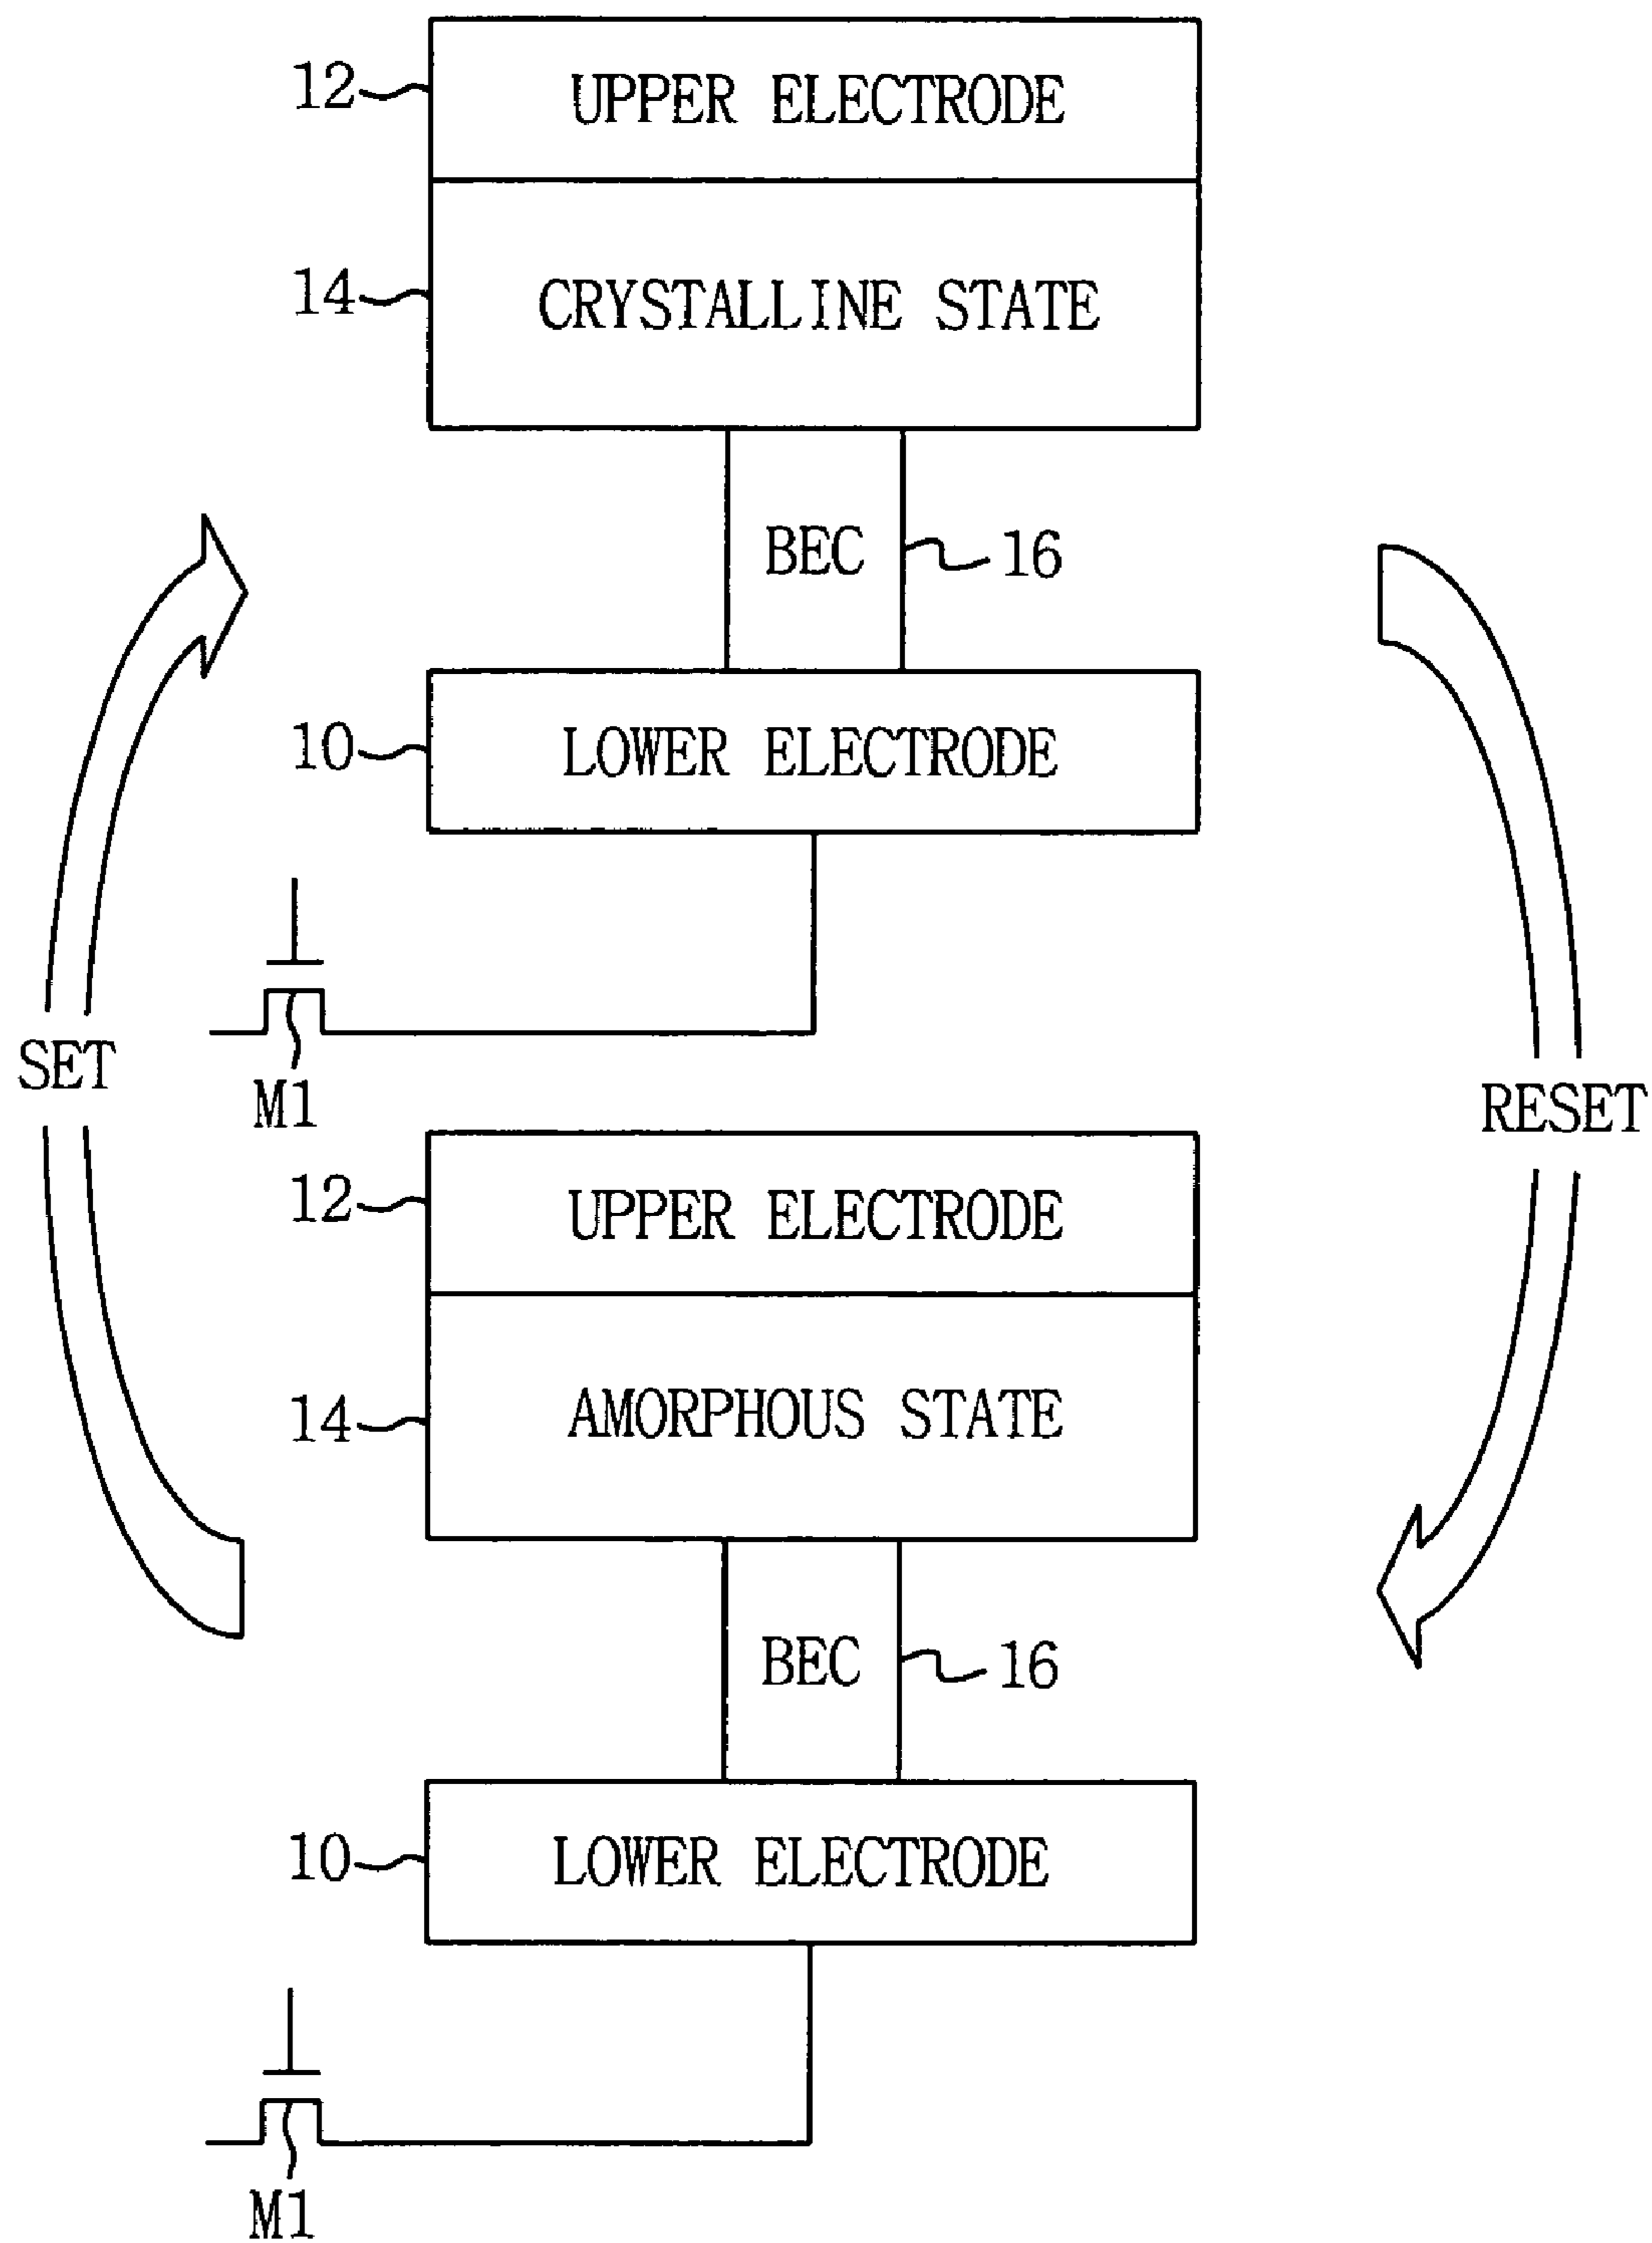 12
UPPER ELECTRODE
14
CRYSTALLINE STATE
BEC
16
10
LOWER ELECTRODE
SET
M1
RESET
12
UPPER ELECTRODE
14
AMORPHOUS STATE
BEC
16
10
LOWER ELECTRODE
M1